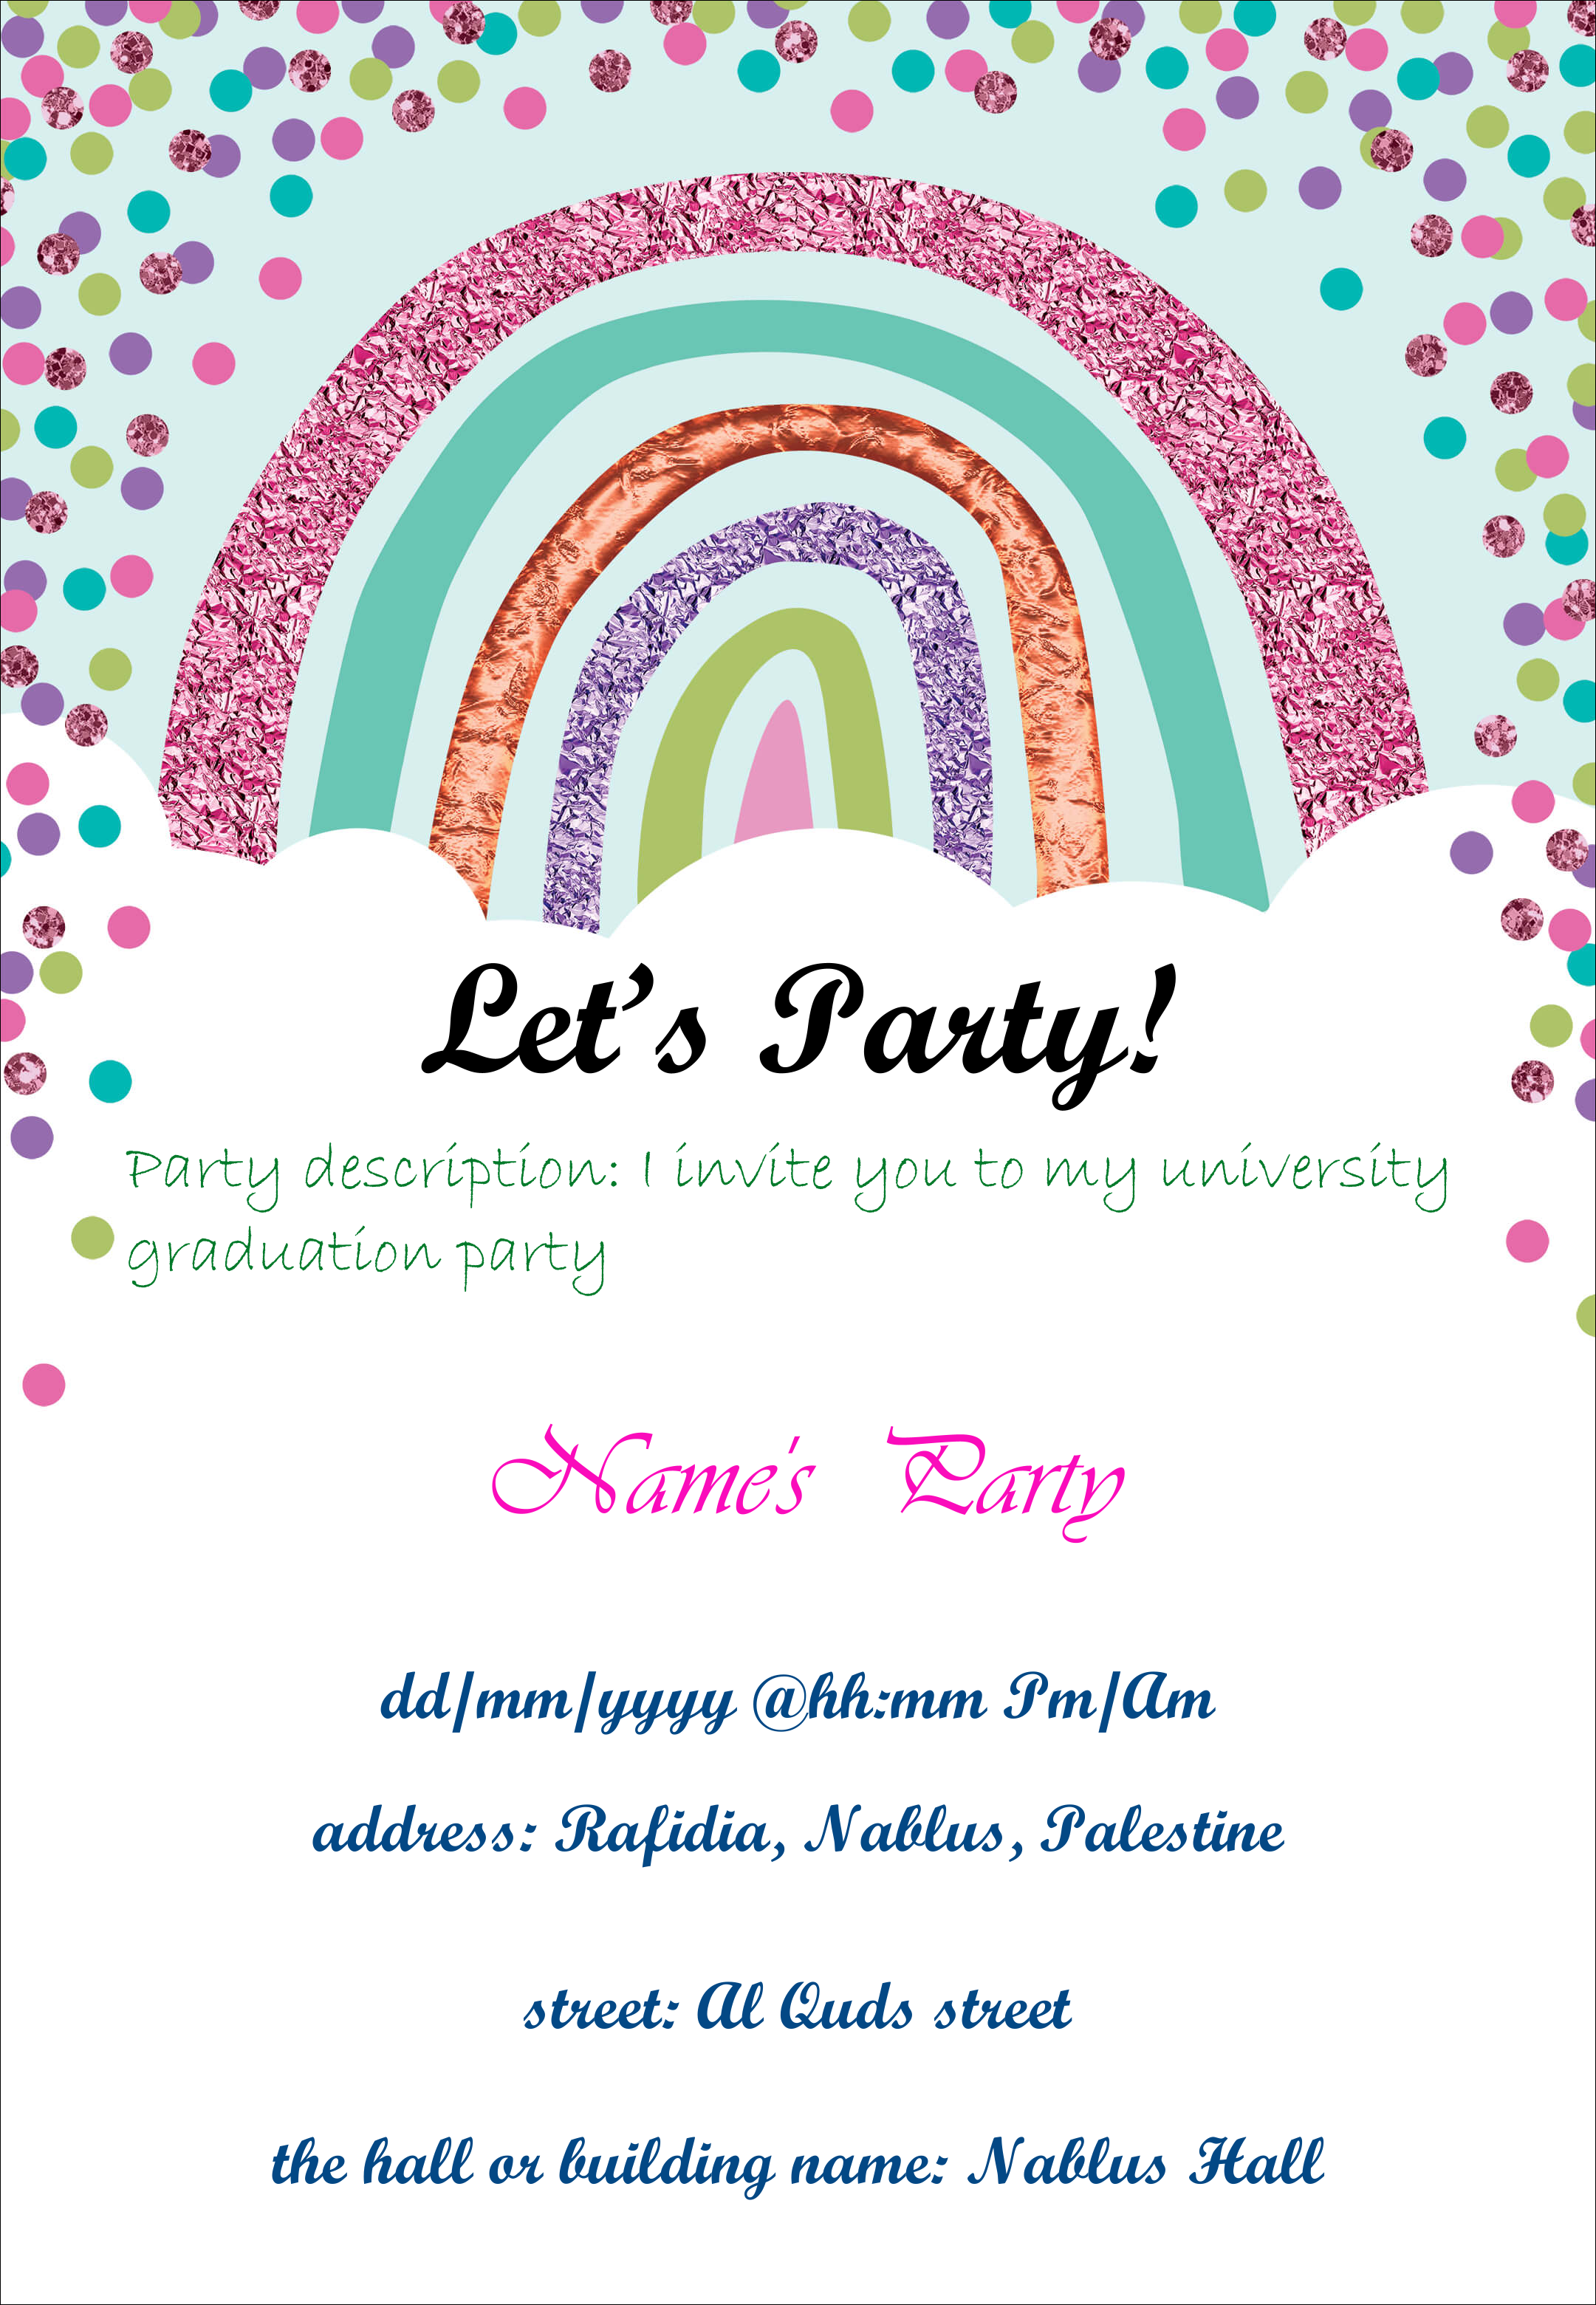 Let's Party!
Party description: I invite you to my university
graduation party
Name's Party
dd/mm/yyyy @hh:mm Pm/Am
address: Rafidia, Nablus, Palestine
street: Al Quds street
the hall or building name: Nablus Hall